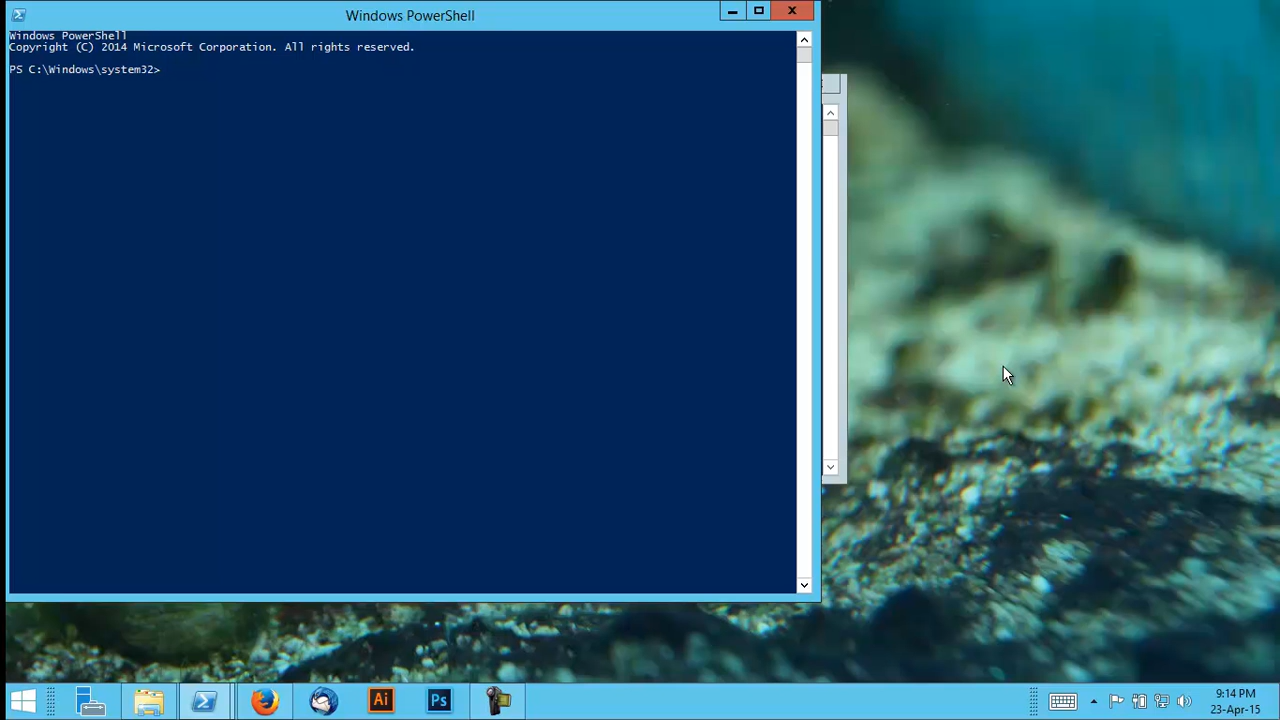 Windows PowerShell
Windows PowerShell
Copyright (C) 2014 Microsoft Corporation. All rights reserved.
PS C:\Windows\system32>
Ai
Ps
9:14 PM
23-Apr-15